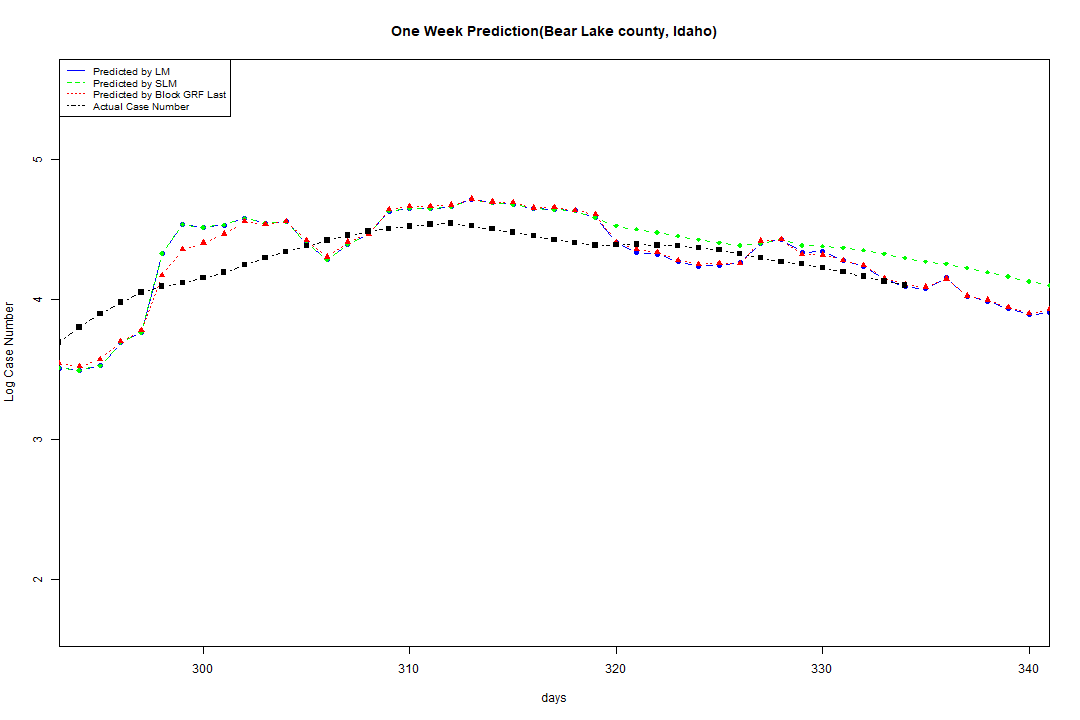 One Week Prediction(Bear Lake county, Idaho)
Predicted by LM
Predicted by SLM
Predicted by Block GRF Last
Actual Case Number
5
4
3
2
Log Case Number
300 310 320 330 340
days